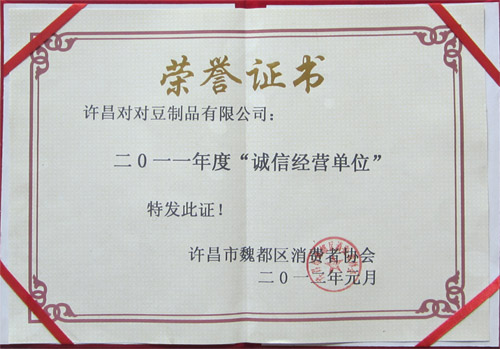 荣誉证书
许昌对对豆制品有限公司：
二0一一年度“诚信经营单位”
特发此证！
许昌市魏都区消费者协会
二0一二年元月